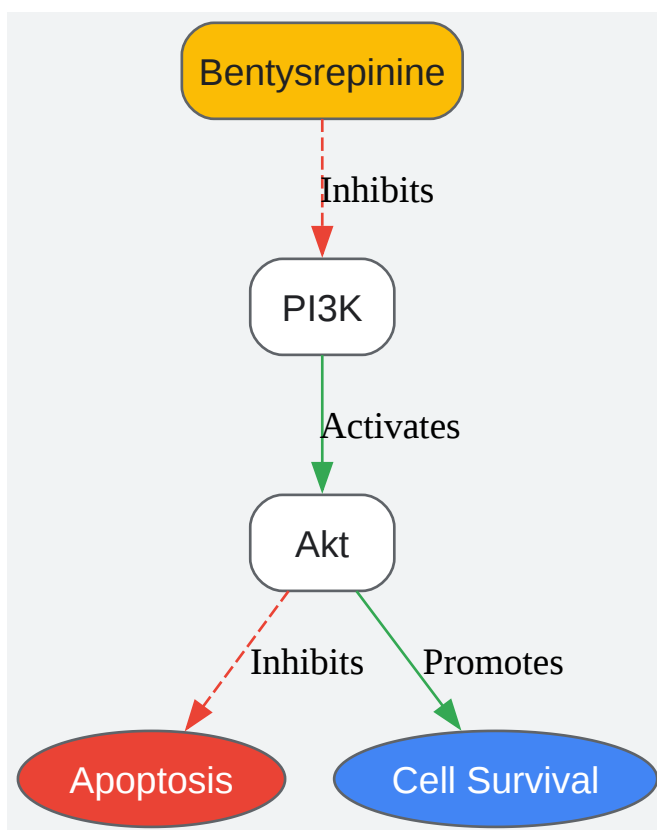 Bentysrepinine
Inhibits
PI3K
Activates
Akt
Inhibits
Promotes
Apoptosis
Cell Survival